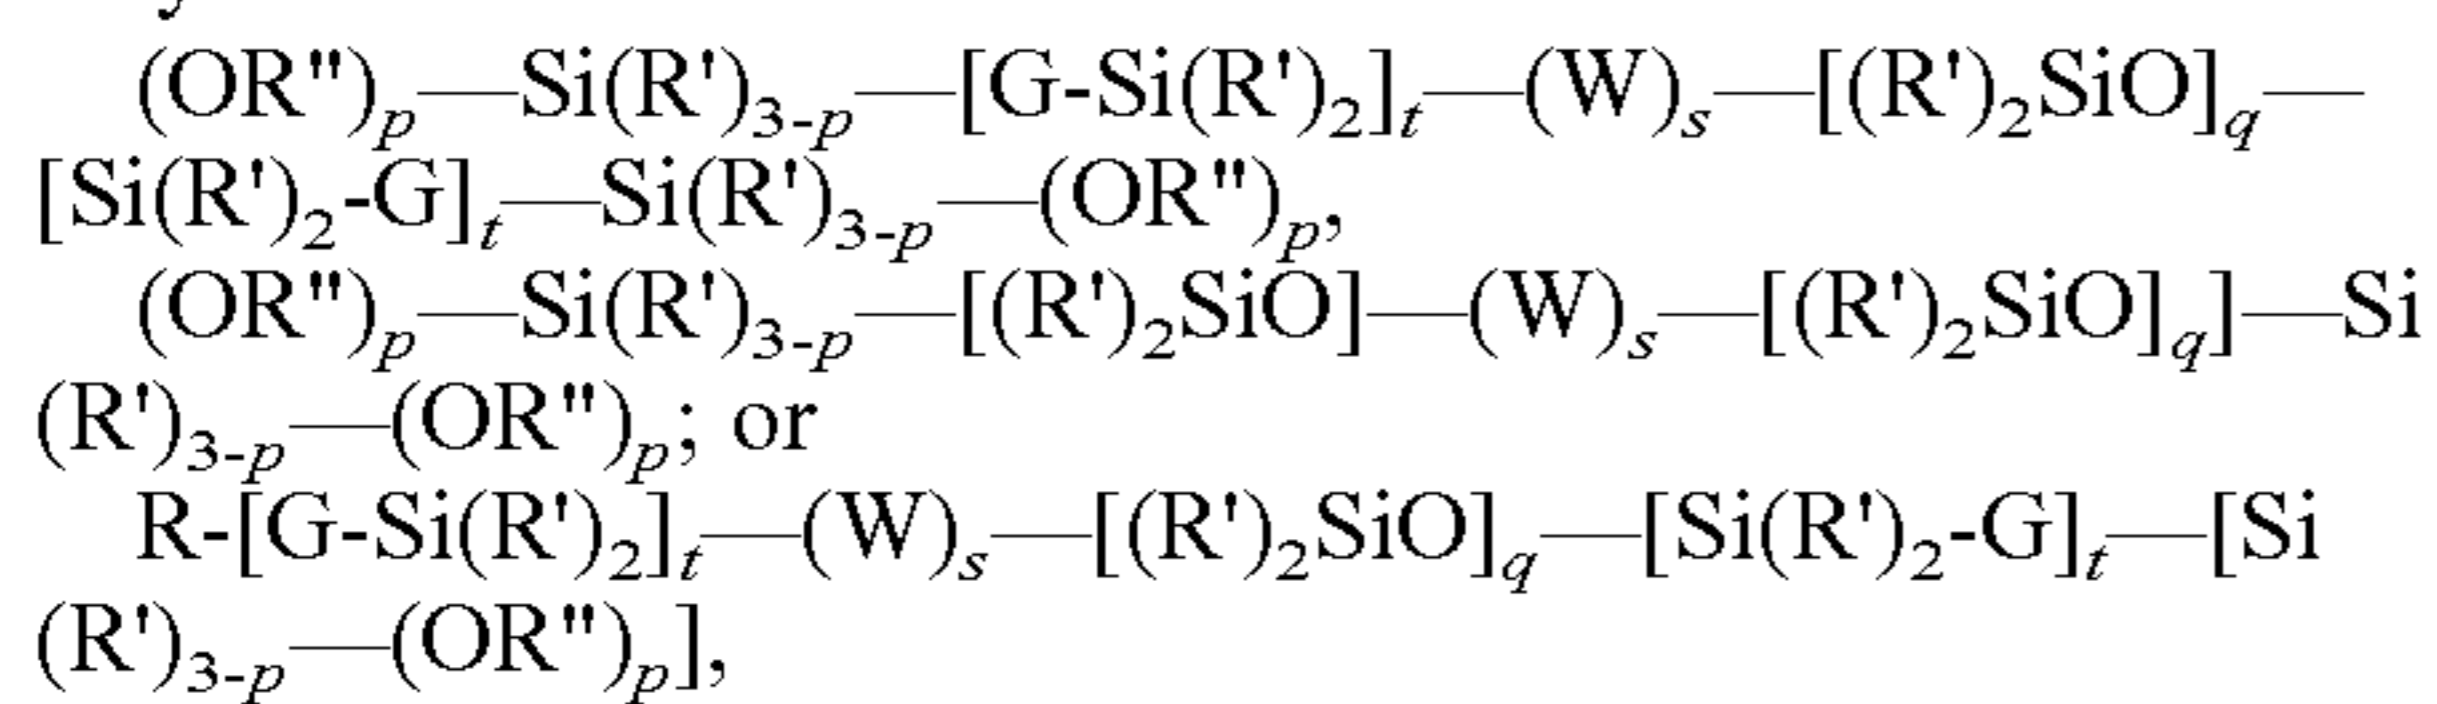 (OR")ₚ—Si(R')₃₋ₚ—[G-Si(R')₂]ₜ—(W)ₛ—[(R')₂SiO]q—
[Si(R')₂-G]ₜ—Si(R')₃₋ₚ—(OR")ₚ,
(OR")ₚ—Si(R')₃₋ₚ—[(R')₂SiO]—(W)ₛ—[(R')₂SiO]q]—Si
(R')₃₋ₚ—(OR")ₚ; or
R-[G-Si(R')₂]ₜ—(W)ₛ—[(R')₂SiO]q—[Si(R')₂-G]ₜ—[Si
(R')₃₋ₚ—(OR")ₚ],